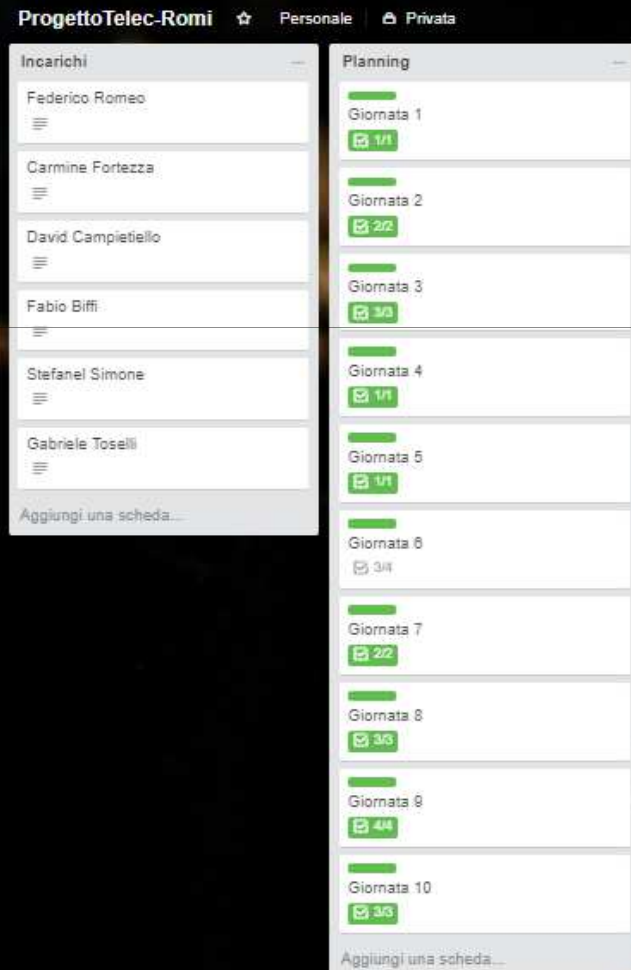 ProgettoTelec-Romi Personale Privata
Incarichi
Federico Romeo
Carmine Fortezza
David Campietiello
Fabio Biffi
Stefanel Simone
Gabriele Toselli
Aggiungi una scheda...
Planning
Giornata 1
1/1
Giornata 2
2/2
Giornata 3
3/3
Giornata 4
1/1
Giornata 5
1/1
Giornata 6
3/4
Giornata 7
2/2
Giornata 8
3/3
Giornata 9
4/4
Giornata 10
3/3
Aggiungi una scheda...